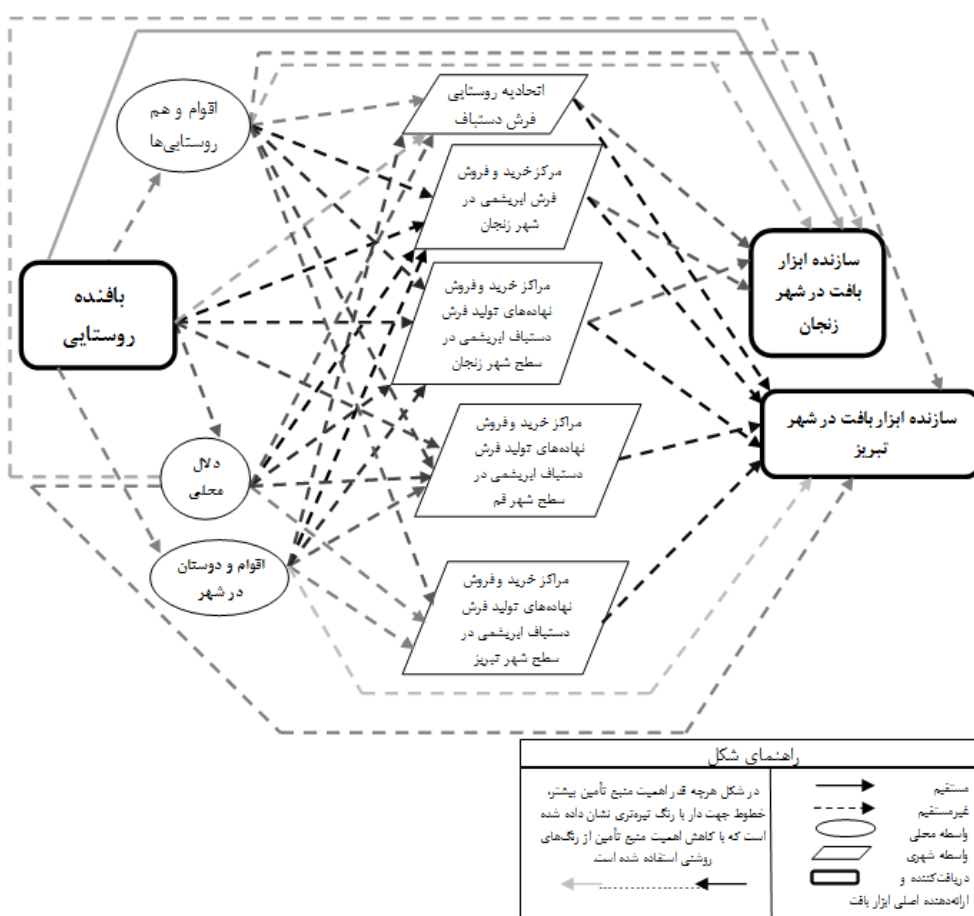 اتحادیه روستایی
فرش دستباف
اقوام و هم
روستایی‌ها
مرکز خرید و فروش
فرش ابریشمی در
شهر زنجان
سازنده ابزار
بافت در شهر
زنجان
بافنده
روستایی
مراکز خرید و فروش
نهاده‌های تولید فرش
دستباف ابریشمی در
سطح شهر زنجان
سازنده ابزار بافت در شهر
تبریز
مراکز خرید و فروش
نهاده‌های تولید فرش
دستباف ابریشمی در
سطح شهر قم
دلال
محلی
اقوام و دوستان
در شهر
مراکز خرید و فروش
نهاده‌های تولید فرش
دستباف ابریشمی در
سطح شهر تبریز
راهنمای شکل
مستقیم
غیرمستقیم
واسطه محلی
واسطه شهری
دریافت‌کننده و
ارائه‌دهنده اصلی ابزار بافت
در شکل هرچه قدر اهمیت منبع تأمین بیشتر،
خطوط جهت دار با رنگ تیره‌تری نشان داده شده
است که با کاهش اهمیت منبع تأمین از رنگ‌های
روشنی استفاده شده است.